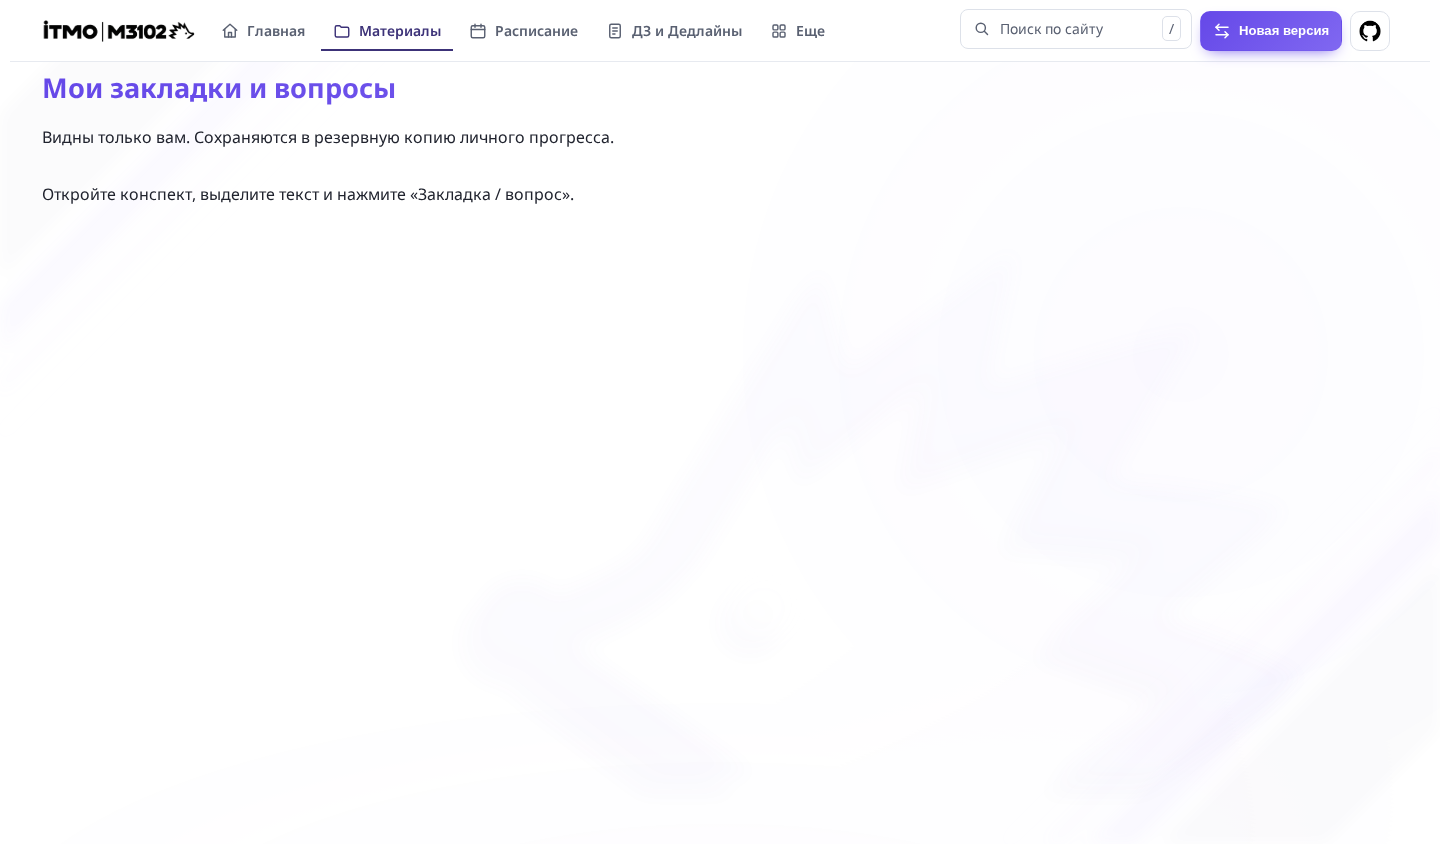 ITMO | M3102
Главная
Материалы
Расписание
ДЗ и Дедлайны
Еще
Поиск по сайту
/
Новая версия
Мои закладки и вопросы
Видны только вам. Сохраняются в резервную копию личного прогресса.
Откройте конспект, выделите текст и нажмите «Закладка / вопрос».